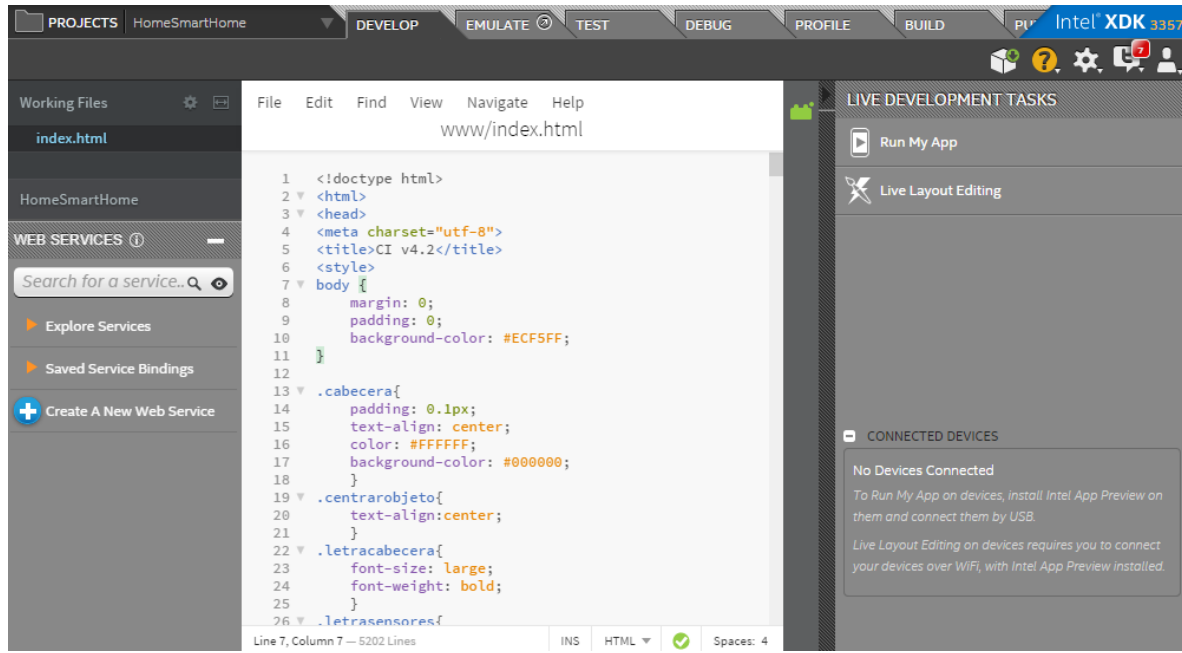 PROJECTS HomeSmartHome
DEVELOP
EMULATE
TEST
DEBUG
PROFILE
BUILD
Intel® XDK 3357
7
Working Files
index.html
HomeSmartHome
WEB SERVICES
Search for a service..
Explore Services
Saved Service Bindings
Create A New Web Service
File Edit Find View Navigate Help
www/index.html
1 <!doctype html>
2 <html>
3 <head>
4 <meta charset="utf-8">
5 <title>CI v4.2</title>
6 <style>
7 body {
8 margin: 0;
9 padding: 0;
10 background-color: #ECF5FF;
11 }
12
13 .cabecera{
14 padding: 0.1px;
15 text-align: center;
16 color: #FFFFFF;
17 background-color: #000000;
18 }
19 .centrarobjeto{
20 text-align:center;
21 }
22 .letracabecera{
23 font-size: large;
24 font-weight: bold;
25 }
26 .letrasensores{
Line 7, Column 7 — 5202 Lines
INS
HTML
Spaces: 4
LIVE DEVELOPMENT TASKS
Run My App
Live Layout Editing
CONNECTED DEVICES
No Devices Connected
To Run My App on devices, install Intel App Preview on
them and connect them by USB.
Live Layout Editing on devices requires you to connect
your devices over WiFi, with Intel App Preview installed.